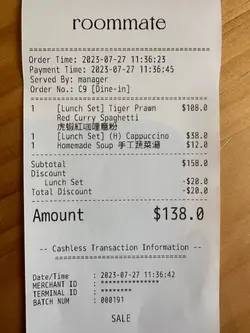 roommate
Order Time: 2023-07-27 11:36:23
Payment Time: 2023-07-27 11:36:45
Served By: manager
Order No.: C9 [Dine-in]
1 [Lunch Set] Tiger Prawn $108.0
Red Curry Spaghetti
虎蝦紅咖喱意粉
1 [Lunch Set] (H) Cappuccino $38.0
1 Homemade Soup 手工蔬菜湯 $12.0
Subtotal $158.0
Discount
Lunch Set -$20.0
Total Discount -$20.0
Amount $138.0
-- Cashless Transaction Information --
Date/Time : 2023-07-27 11:36:42
MERCHANT ID : ***************
TERMINAL ID : ********
BATCH NUM : 000191
SALE